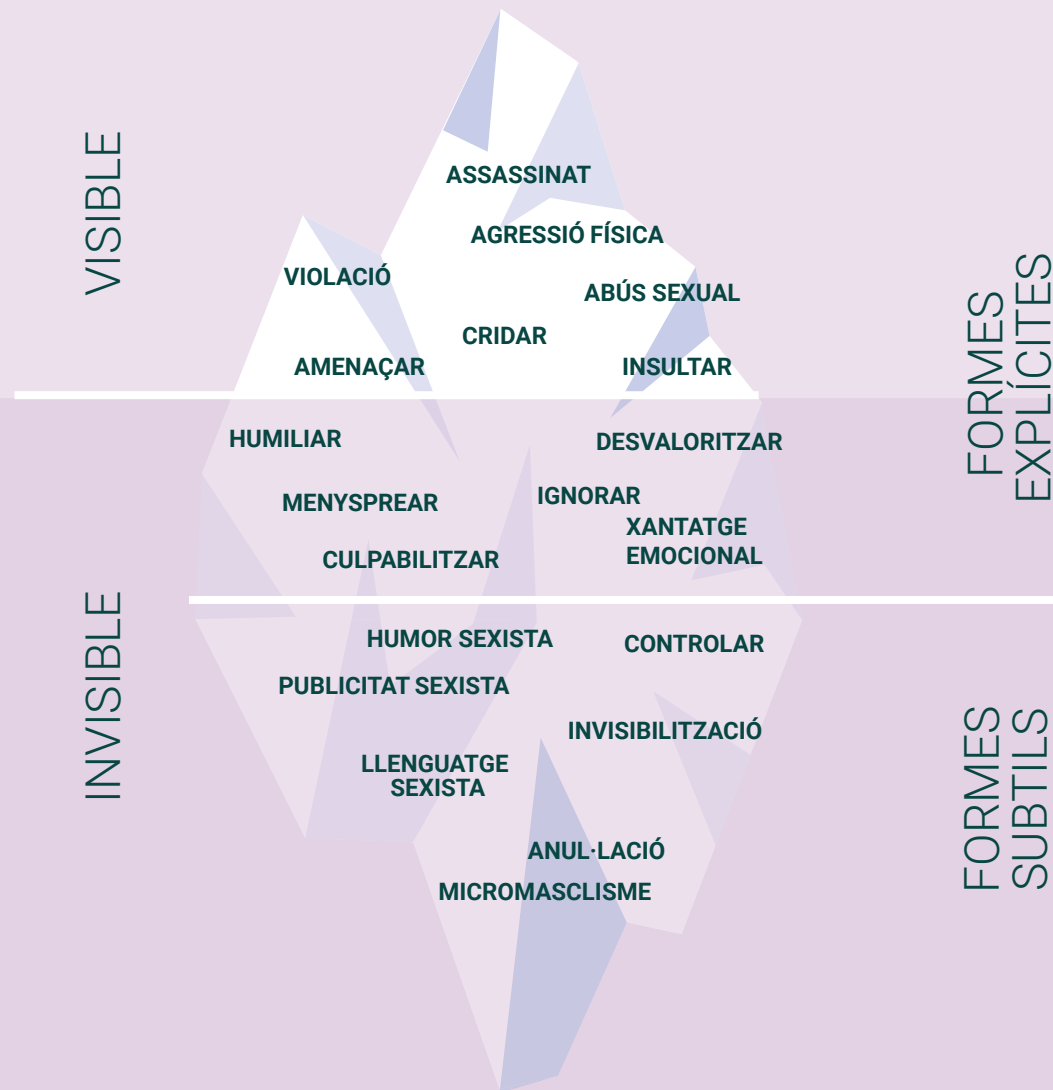 VISIBLE
ASSASSINAT
AGRESSIÓ FÍSICA
VIOLACIÓ
ABÚS SEXUAL
CRIDAR
AMENAÇAR
INSULTAR
FORMES
EXPLÍCITES
HUMILIAR
DESVALORITZAR
MENYSPREAR
IGNORAR
XANTATGE
EMOCIONAL
CULPABILITZAR
INVISIBLE
HUMOR SEXISTA
CONTROLAR
PUBLICITAT SEXISTA
INVISIBILITZACIÓ
LLENGUATGE
SEXISTA
FORMES
SUBTILS
ANUL·LACIÓ
MICROMASCLISME